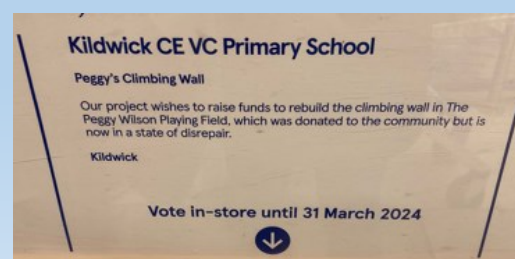 Kildwick CE VC Primary School
Peggy's Climbing Wall
Our project wishes to raise funds to rebuild the climbing wall in The
Peggy Wilson Playing Field, which was donated to the community but is
now in a state of disrepair.
Kildwick
Vote in-store until 31 March 2024